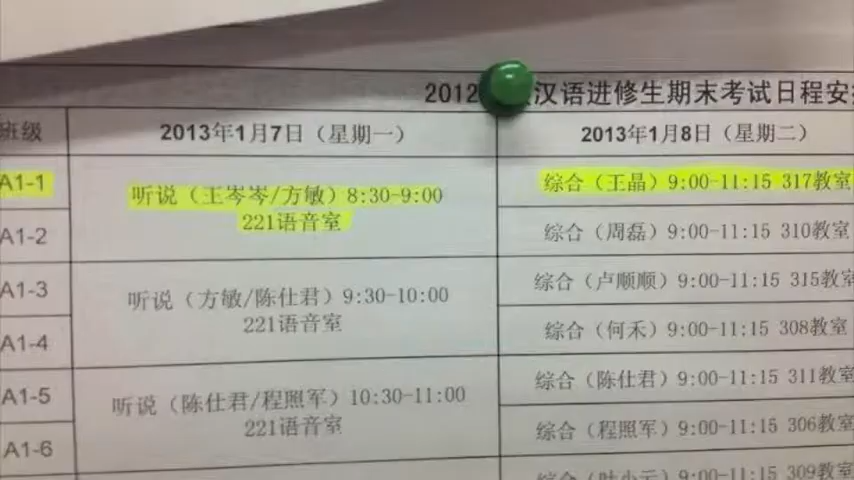 2012 汉语进修生期末考试日程安
班级 2013年1月7日（星期一） 2013年1月8日（星期二）
A1-1 听说（王岑岑/方敏）8:30-9:00 综合（王晶）9:00-11:15 317教室
221语音室
A1-2 综合（周磊）9:00-11:15 310教室
A1-3 听说（方敏/陈仕君）9:30-10:00 综合（卢顺顺）9:00-11:15 315教室
221语音室
A1-4 综合（何禾）9:00-11:15 308教室
A1-5 听说（陈仕君/程照军）10:30-11:00 综合（陈仕君）9:00-11:15 311教室
221语音室
A1-6 综合（程照军）9:00-11:15 306教室
9:00-11:15 309教室